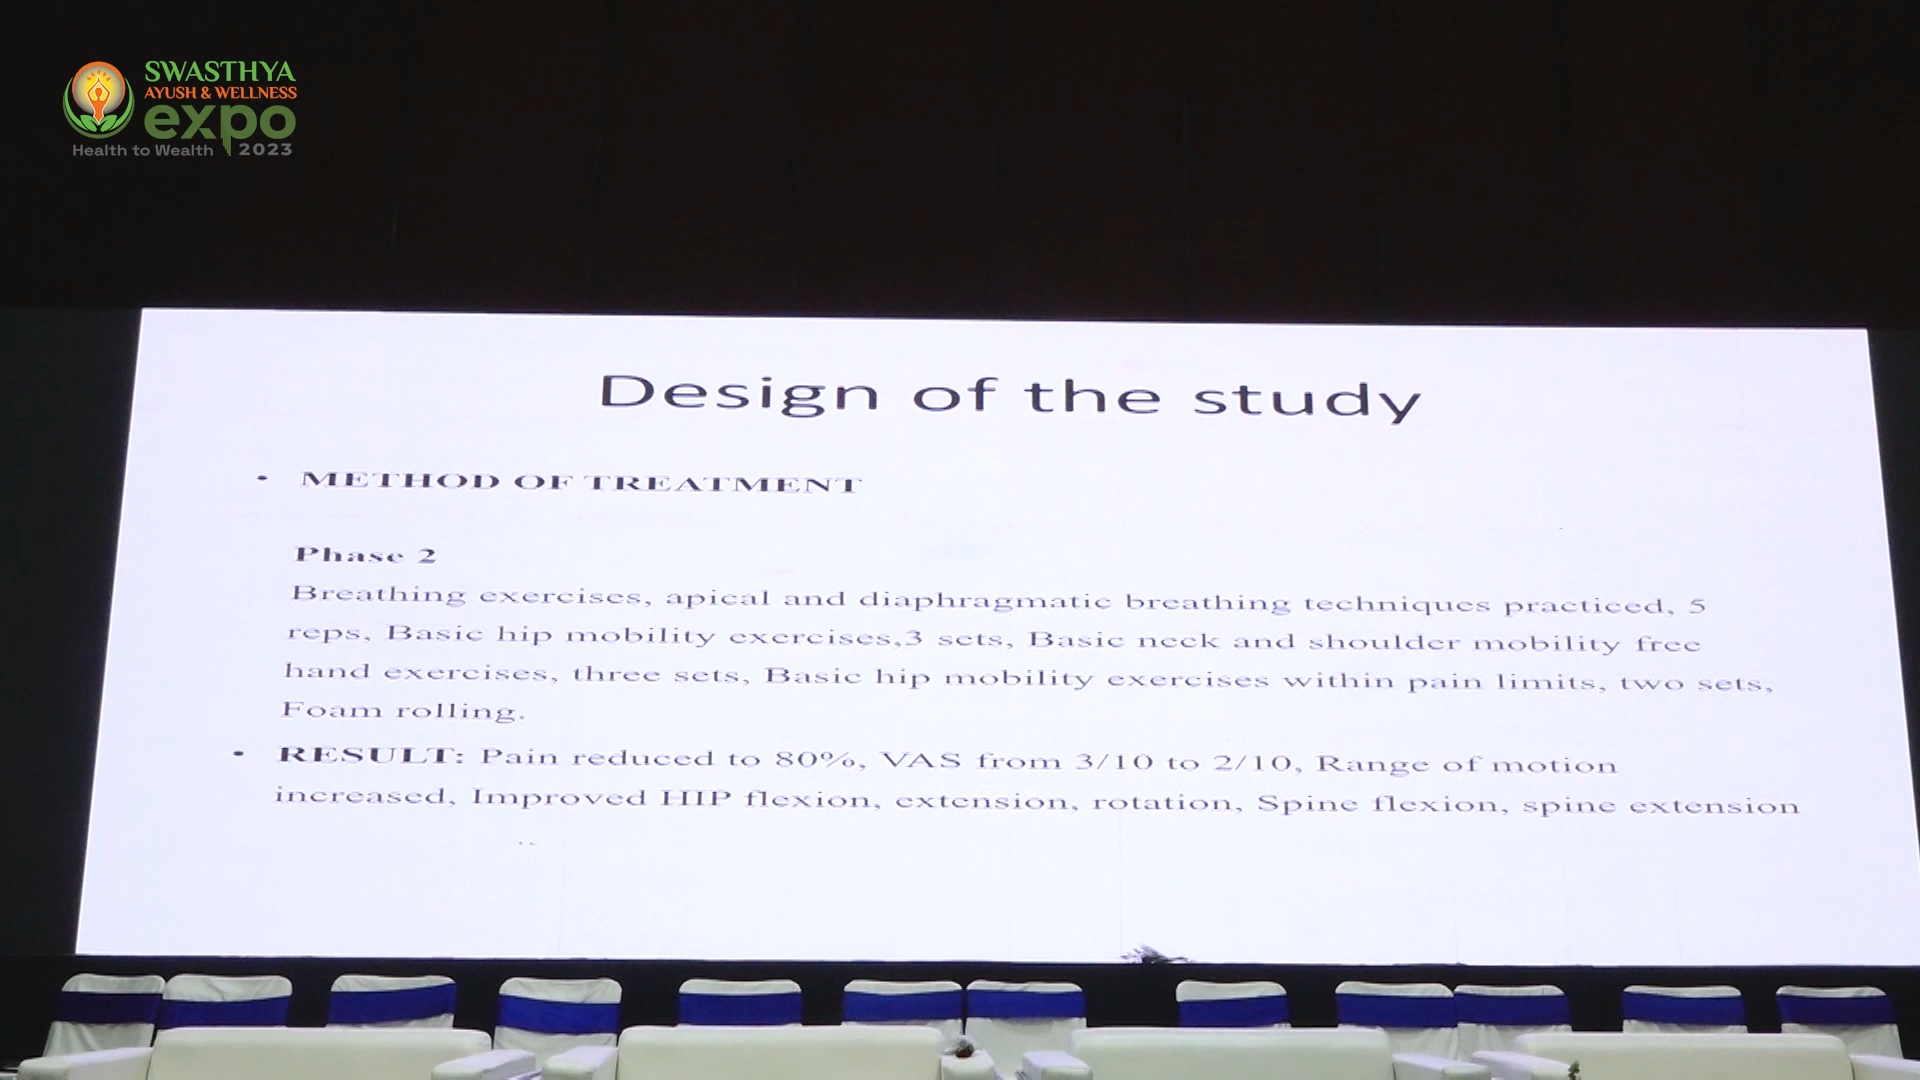 SWASTHYA
AYUSH & WELLNESS
expo
Health to Wealth 2023
Design of the study
• METHOD OF TREATMENT
Phase 2
Breathing exercises, apical and diaphragmatic breathing techniques practiced, 5
reps, Basic hip mobility exercises,3 sets, Basic neck and shoulder mobility free
hand exercises, three sets, Basic hip mobility exercises within pain limits, two sets,
Foam rolling.
• RESULT: Pain reduced to 80%, VAS from 3/10 to 2/10, Range of motion
increased, Improved HIP flexion, extension, rotation, Spine flexion, spine extension